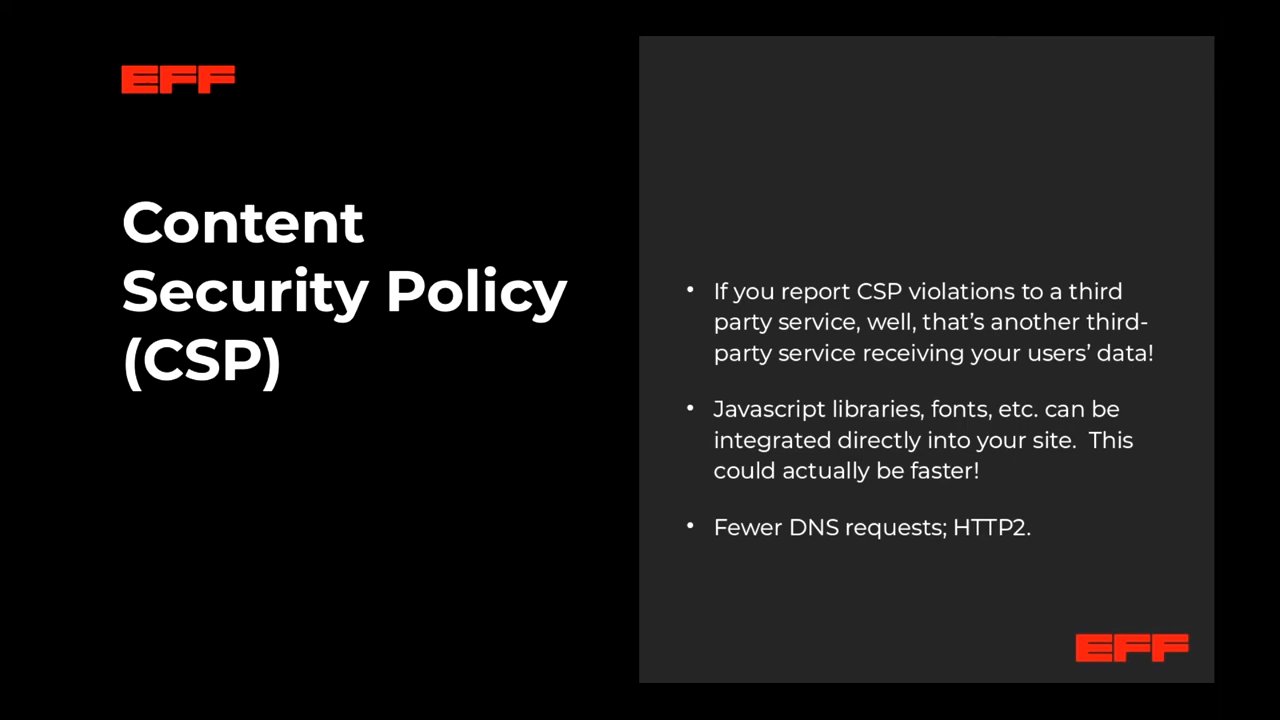 EFF
Content
Security Policy
(CSP)
• If you report CSP violations to a third
party service, well, that’s another third-
party service receiving your users’ data!
• Javascript libraries, fonts, etc. can be
integrated directly into your site.  This
could actually be faster!
• Fewer DNS requests; HTTP2.
EFF